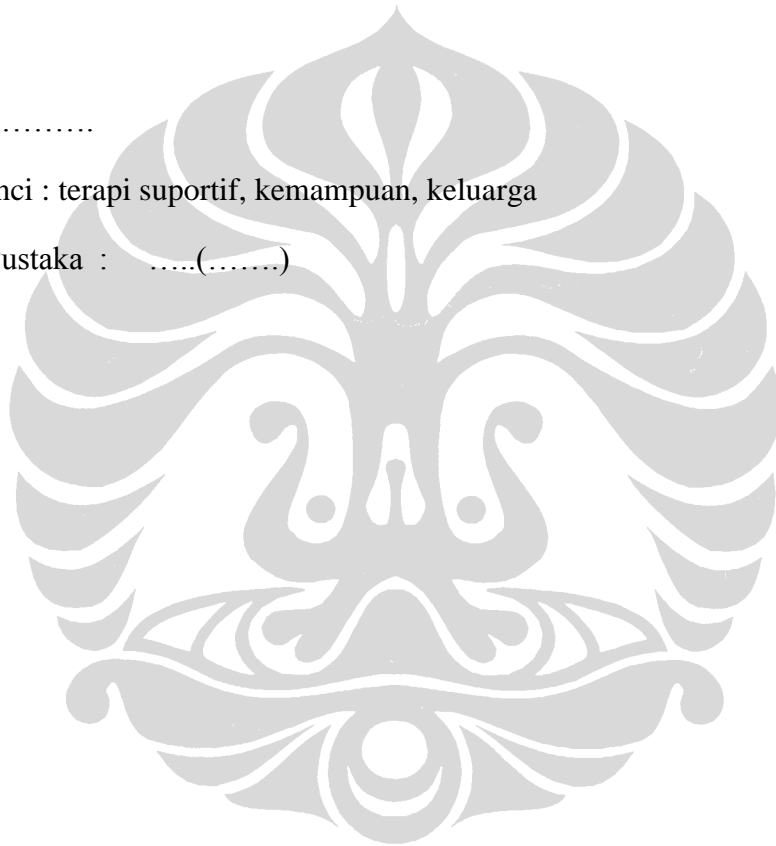 ……….
nci : terapi suportif, kemampuan, keluarga
ustaka : …..(…….)